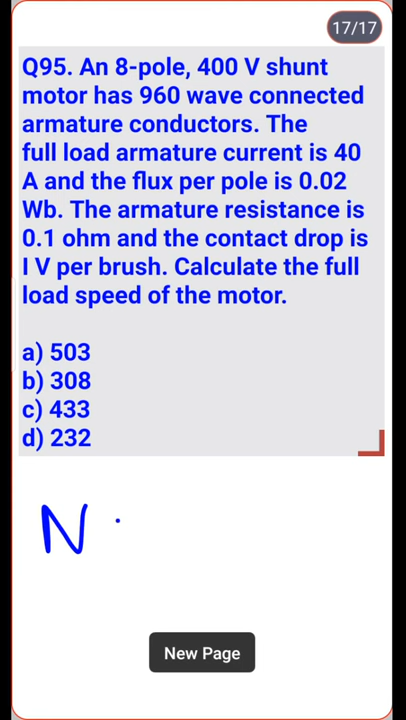 17/17
Q95. An 8-pole, 400 V shunt
motor has 960 wave connected
armature conductors. The
full load armature current is 40
A and the flux per pole is 0.02
Wb. The armature resistance is
0.1 ohm and the contact drop is
I V per brush. Calculate the full
load speed of the motor.
a) 503
b) 308
c) 433
d) 232
N
New Page